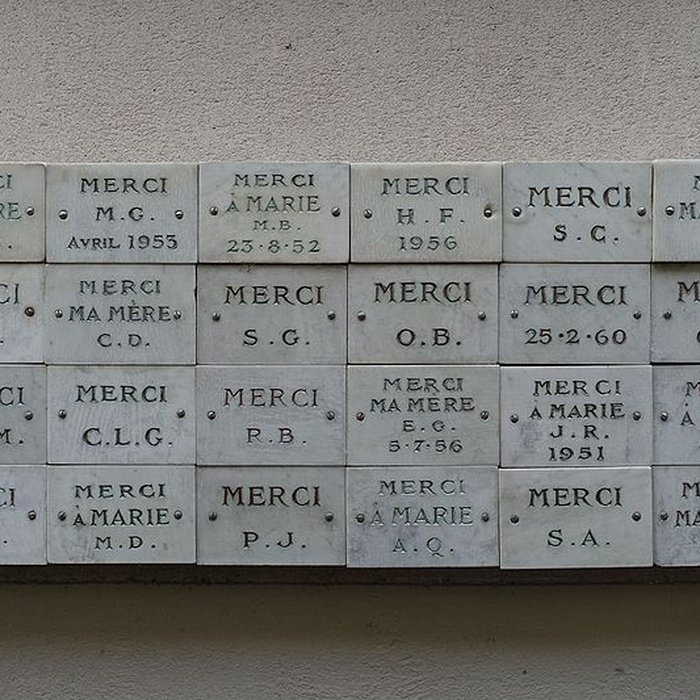 MERCI
M.G.
AVRIL 1953
MERCI
À MARIE
M.B.
23·8·52
MERCI
H.F.
1956
MERCI
S.C.
MERCI
MA MÈRE
C.D.
MERCI
S.G.
MERCI
O.B.
MERCI
25·2·60
MERCI
C.L.G.
MERCI
R.B.
MERCI
MA MÈRE
E.G.
5·7·56
MERCI
À MARIE
J.R.
1951
MERCI
À MARIE
M.D.
MERCI
P.J.
MERCI
À MARIE
A.Q.
MERCI
S.A.